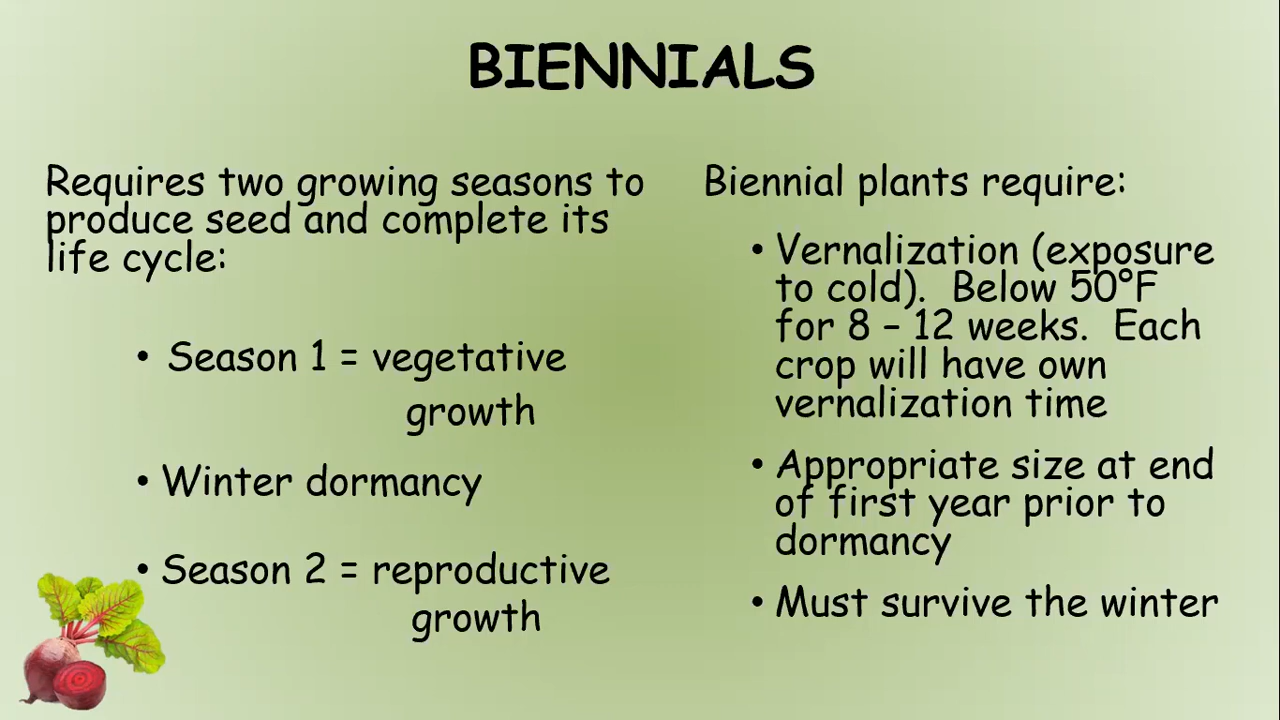 BIENNIALS
Requires two growing seasons to
produce seed and complete its
life cycle:
• Season 1 = vegetative
growth
• Winter dormancy
• Season 2 = reproductive
growth
Biennial plants require:
• Vernalization (exposure
to cold).  Below 50°F
for 8 – 12 weeks.  Each
crop will have own
vernalization time
• Appropriate size at end
of first year prior to
dormancy
• Must survive the winter